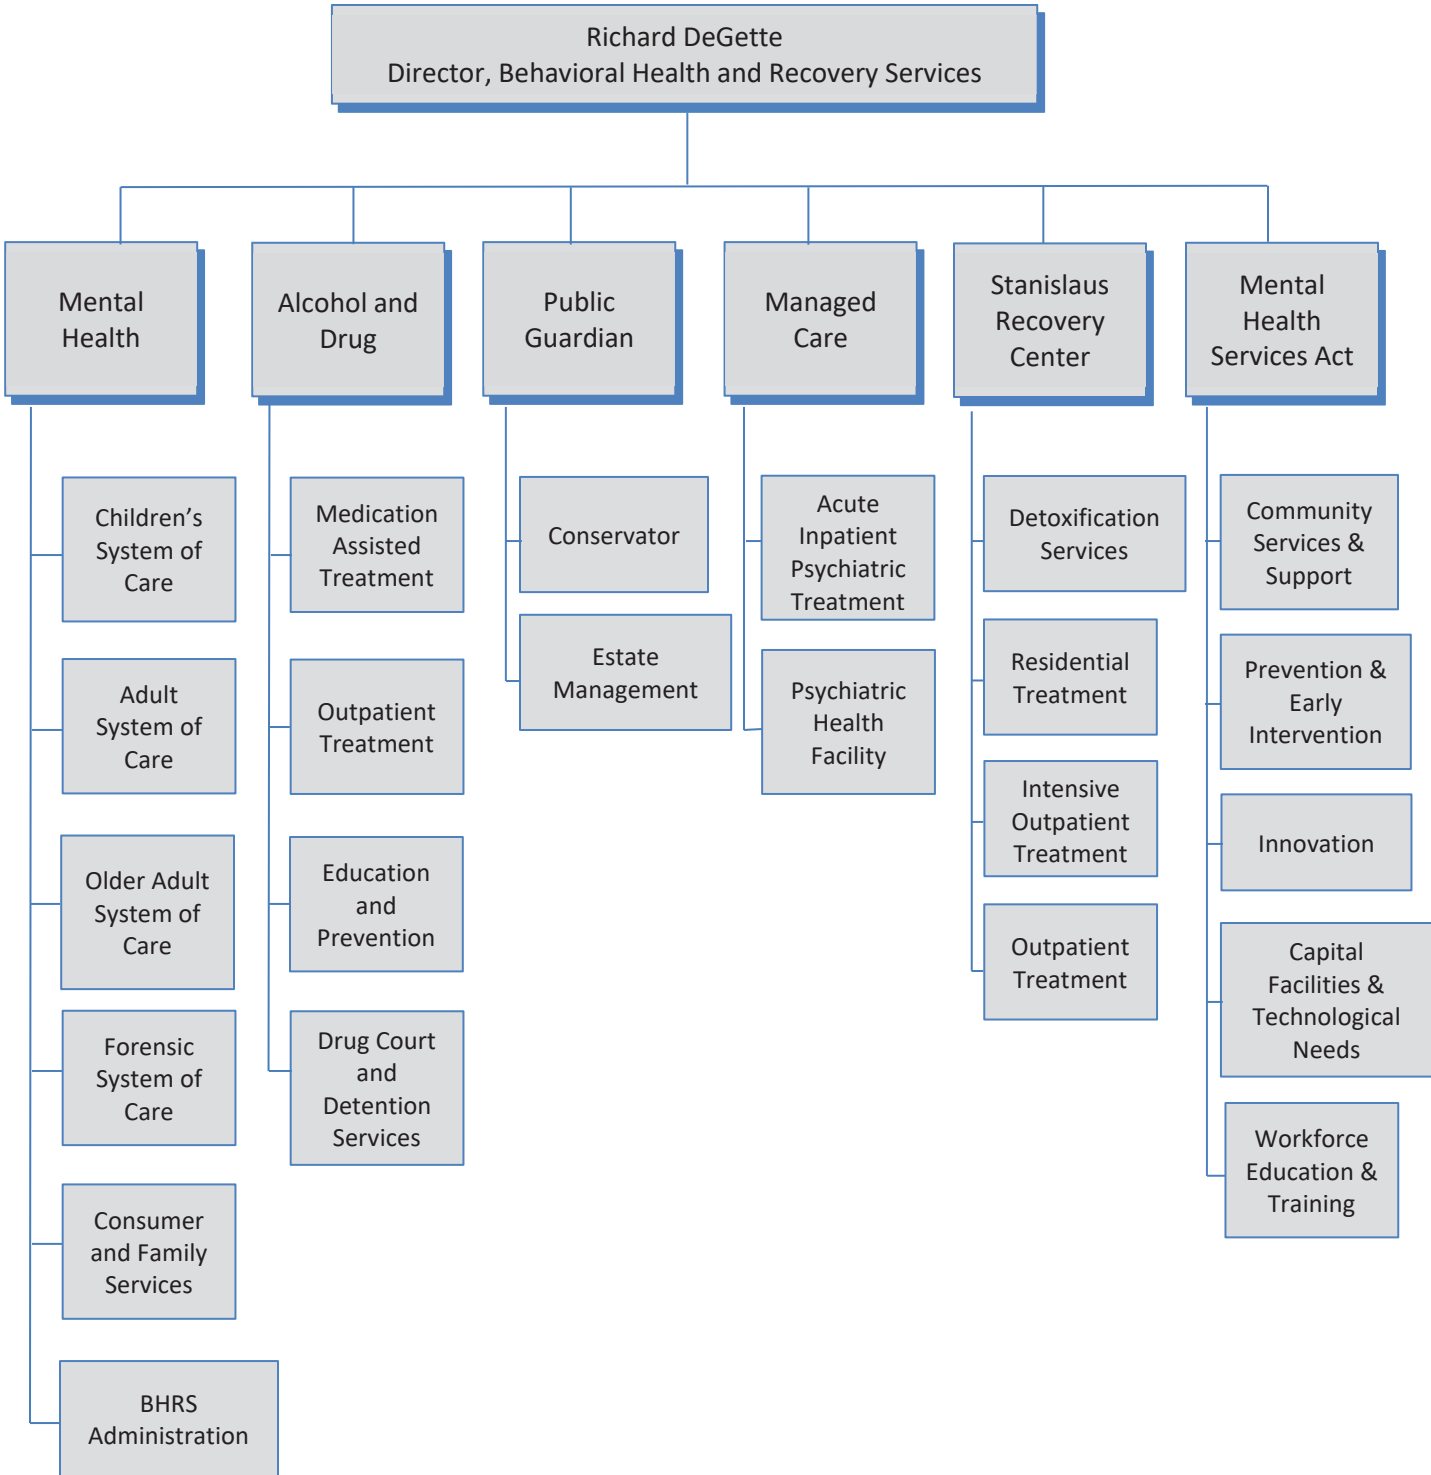 Richard DeGette
Director, Behavioral Health and Recovery Services
Mental
Health
Alcohol and
Drug
Public
Guardian
Managed
Care
Stanislaus
Recovery
Center
Mental
Health
Services Act
Children’s
System of
Care
Adult
System of
Care
Older Adult
System of
Care
Forensic
System of
Care
Consumer
and Family
Services
BHRS
Administration
Medication
Assisted
Treatment
Outpatient
Treatment
Education
and
Prevention
Drug Court
and
Detention
Services
Conservator
Estate
Management
Acute
Inpatient
Psychiatric
Treatment
Psychiatric
Health
Facility
Detoxification
Services
Residential
Treatment
Intensive
Outpatient
Treatment
Outpatient
Treatment
Community
Services &
Support
Prevention &
Early
Intervention
Innovation
Capital
Facilities &
Technological
Needs
Workforce
Education &
Training